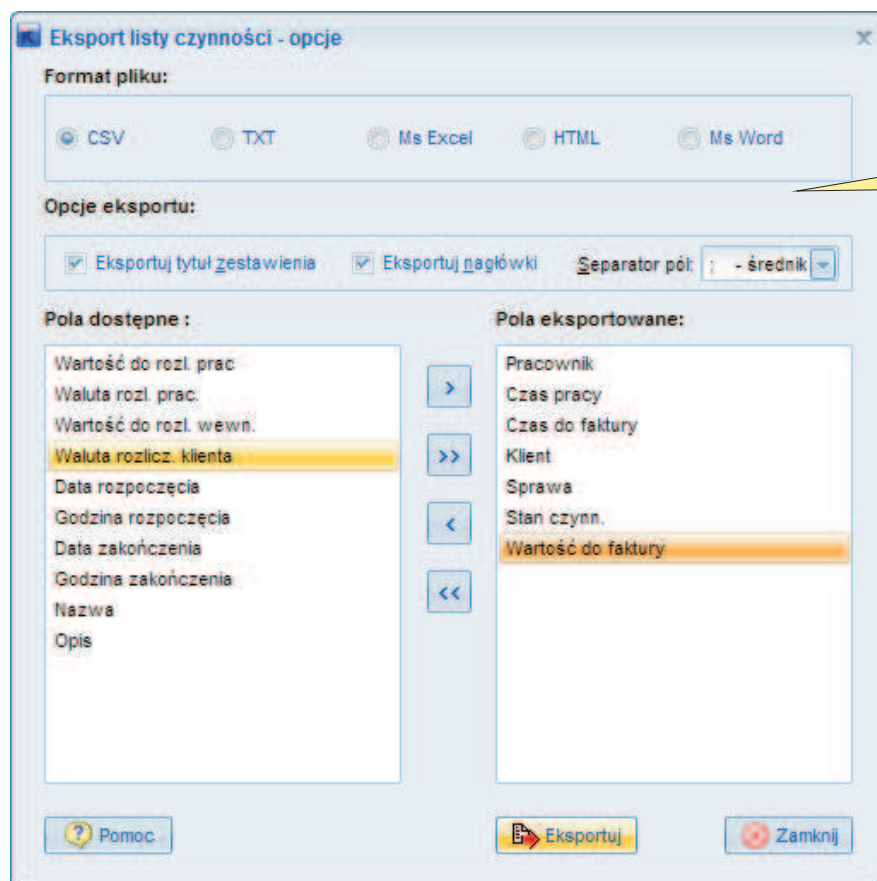 Eksport listy czynności - opcje
Format pliku:
CSV TXT Ms Excel HTML Ms Word
Opcje eksportu:
Eksportuj tytuł zestawienia Eksportuj nagłówki Separator pól: ; - średnik
Pola dostępne :
Wartość do rozl. prac
Waluta rozl. prac.
Wartość do rozl. wewn.
Waluta rozlicz. klienta
Data rozpoczęcia
Godzina rozpoczęcia
Data zakończenia
Godzina zakończenia
Nazwa
Opis
>
>>
<
<<
Pola eksportowane:
Pracownik
Czas pracy
Czas do faktury
Klient
Sprawa
Stan czynn.
Wartość do faktury
Pomoc Eksportuj Zamknij